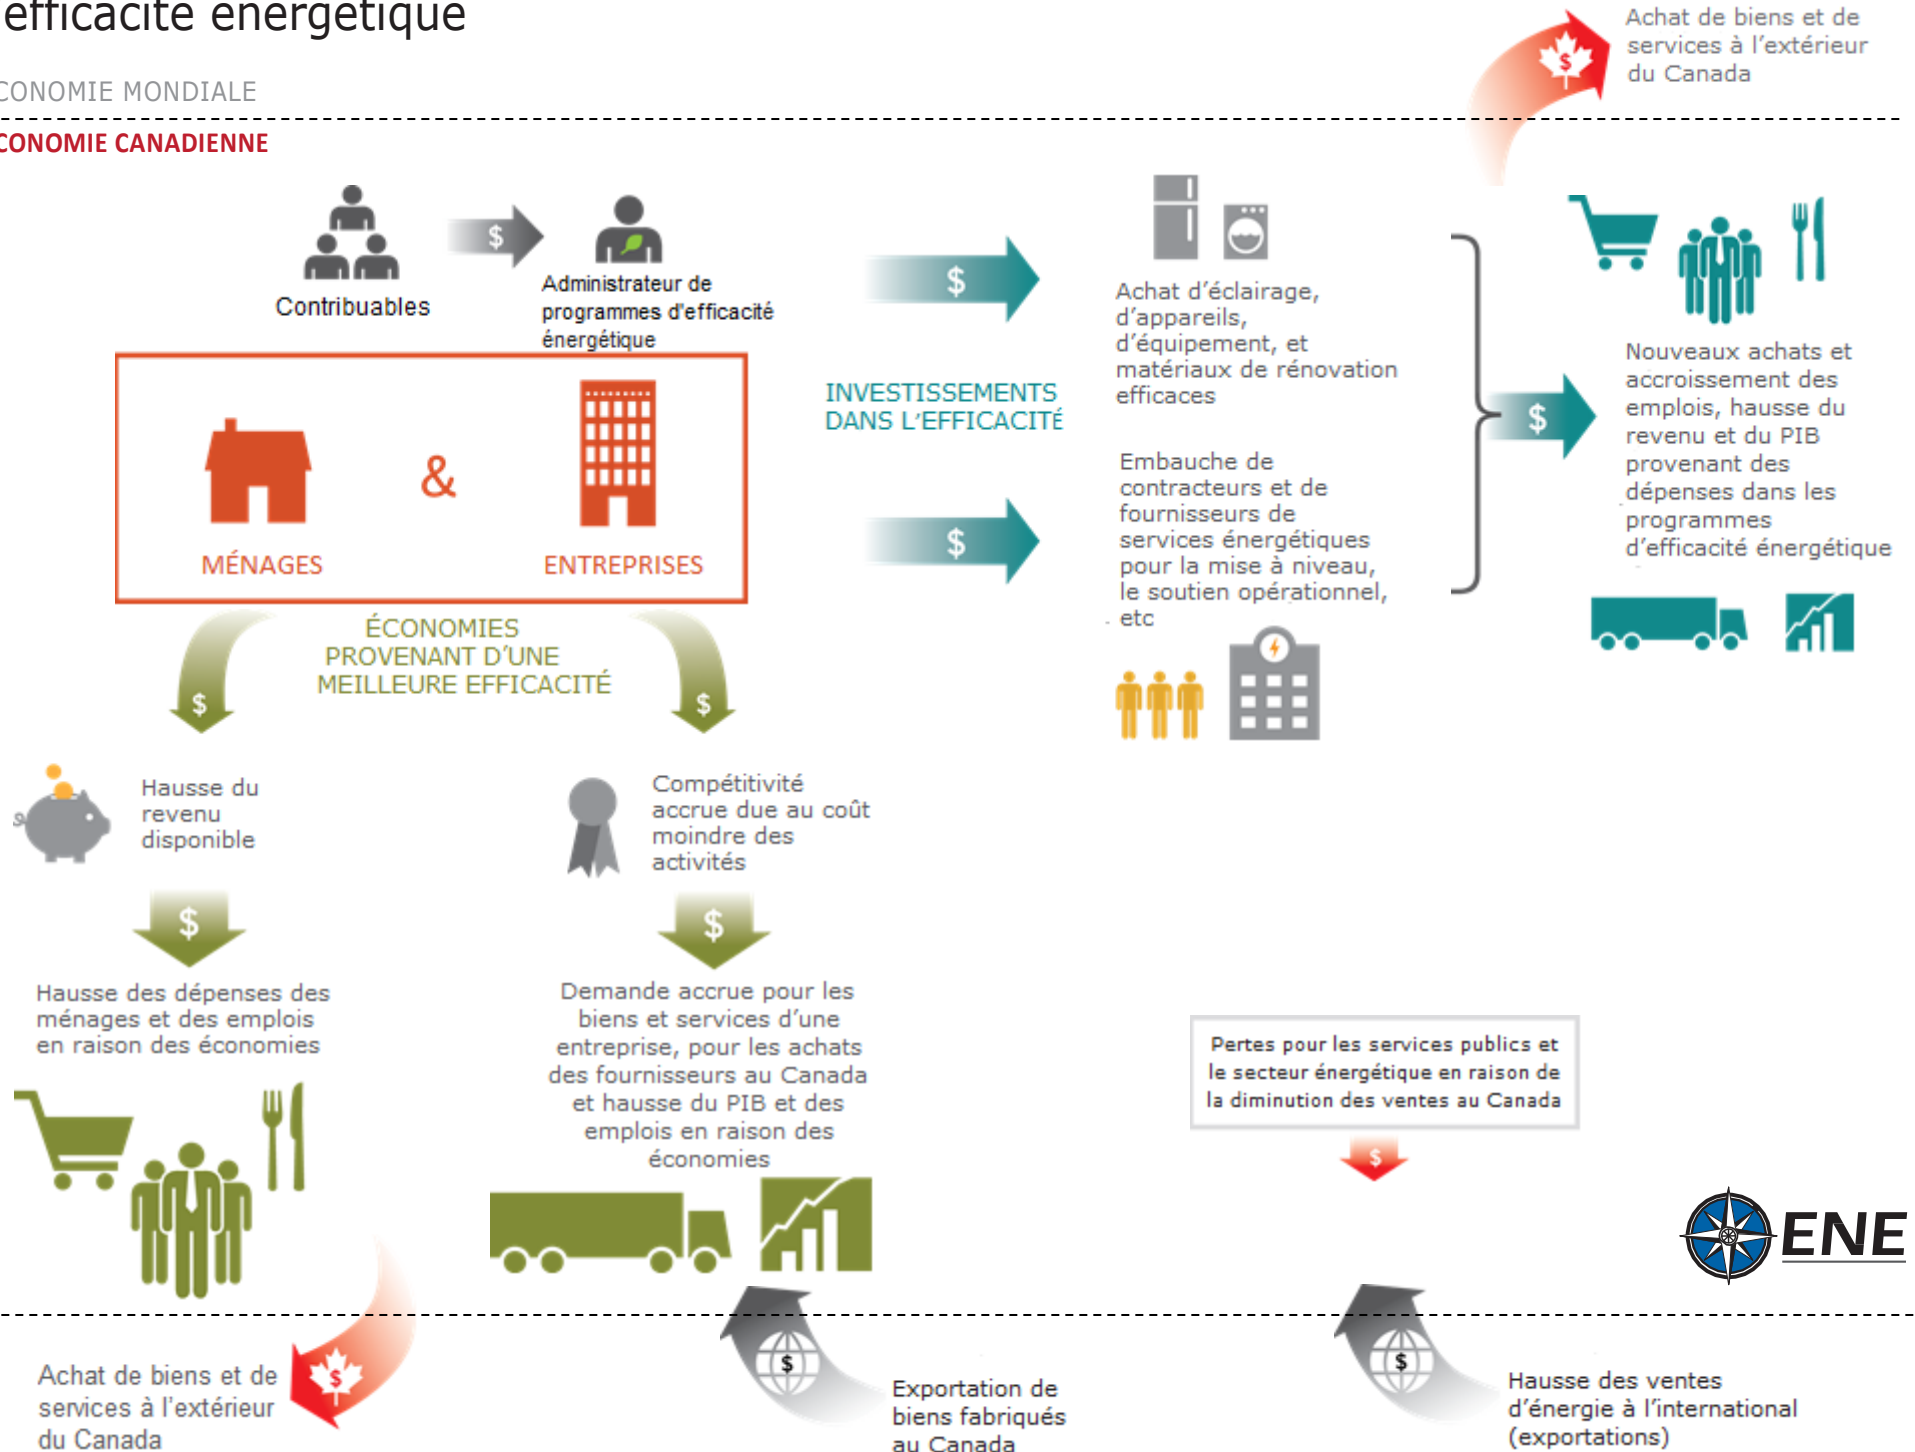 efficacité énergétique
CONOMIE MONDIALE
CONOMIE CANADIENNE
Achat de biens et de
services à l'extérieur
du Canada
$
Contribuables
$
Administrateur de
programmes d'efficacité
énergétique
&
MÉNAGES
ENTREPRISES
$
INVESTISSEMENTS
DANS L'EFFICACITÉ
$
Achat d'éclairage,
d'appareils,
d'équipement, et
matériaux de rénovation
efficaces
Embauche de
contracteurs et de
fournisseurs de
services énergétiques
pour la mise à niveau,
le soutien opérationnel,
etc
$
Nouveaux achats et
accroissement des
emplois, hausse du
revenu et du PIB
provenant des
dépenses dans les
programmes
d'efficacité énergétique
ÉCONOMIES
PROVENANT D'UNE
MEILLEURE EFFICACITÉ
$
$
Hausse du
revenu
disponible
Compétitivité
accrue due au coût
moindre des
activités
$
$
Hausse des dépenses des
ménages et des emplois
en raison des économies
Demande accrue pour les
biens et services d'une
entreprise, pour les achats
des fournisseurs au Canada
et hausse du PIB et des
emplois en raison des
économies
Pertes pour les services publics et
le secteur énergétique en raison de
la diminution des ventes au Canada
$
ENE
Achat de biens et de
services à l'extérieur
du Canada
$
$
Exportation de
biens fabriqués
au Canada
$
Hausse des ventes
d'énergie à l'international
(exportations)